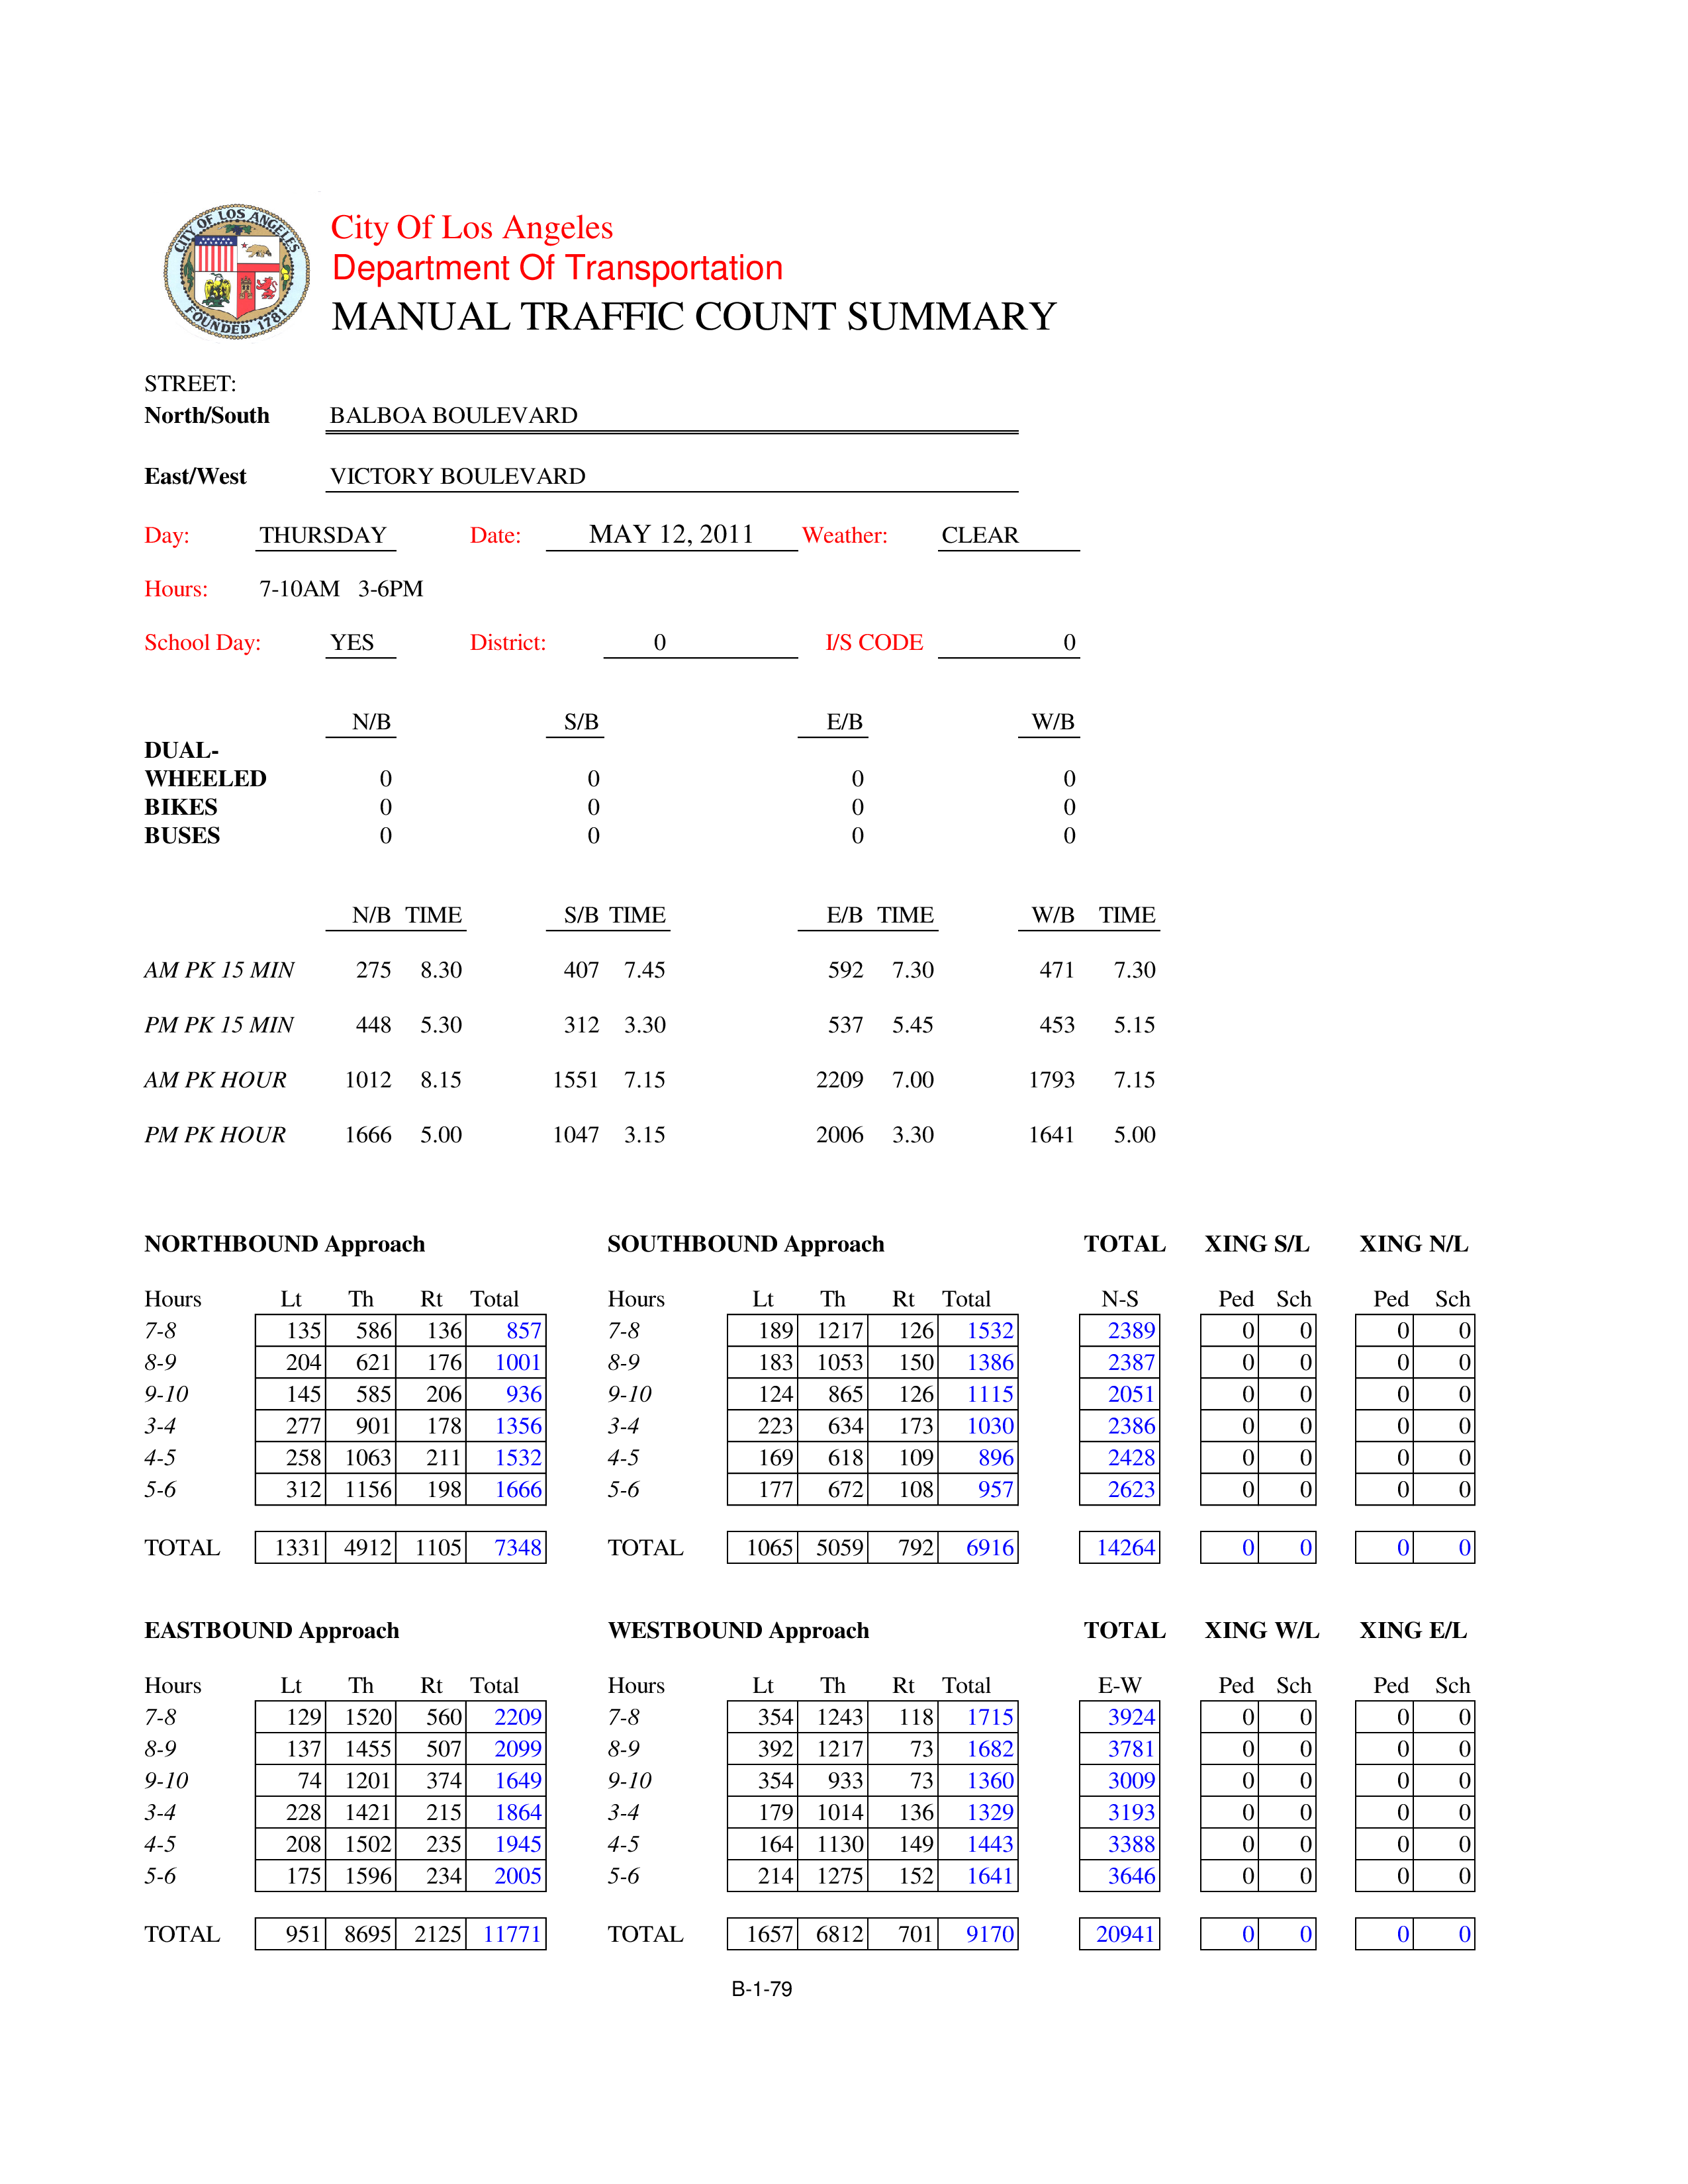 CITY OF LOS ANGELES
FOUNDED 1781
City Of Los Angeles
Department Of Transportation
MANUAL TRAFFIC COUNT SUMMARY
STREET:
North/South BALBOA BOULEVARD
East/West VICTORY BOULEVARD
Day: THURSDAY Date: MAY 12, 2011 Weather: CLEAR
Hours: 7-10AM 3-6PM
School Day: YES District: 0 I/S CODE 0
N/B S/B E/B W/B
DUAL-
WHEELED 0 0 0 0
BIKES 0 0 0 0
BUSES 0 0 0 0
N/B TIME S/B TIME E/B TIME W/B TIME
AM PK 15 MIN 275 8.30 407 7.45 592 7.30 471 7.30
PM PK 15 MIN 448 5.30 312 3.30 537 5.45 453 5.15
AM PK HOUR 1012 8.15 1551 7.15 2209 7.00 1793 7.15
PM PK HOUR 1666 5.00 1047 3.15 2006 3.30 1641 5.00
NORTHBOUND Approach SOUTHBOUND Approach TOTAL XING S/L XING N/L
Hours Lt Th Rt Total Hours Lt Th Rt Total N-S Ped Sch Ped Sch
7-8 135 586 136 857 7-8 189 1217 126 1532 2389 0 0 0 0
8-9 204 621 176 1001 8-9 183 1053 150 1386 2387 0 0 0 0
9-10 145 585 206 936 9-10 124 865 126 1115 2051 0 0 0 0
3-4 277 901 178 1356 3-4 223 634 173 1030 2386 0 0 0 0
4-5 258 1063 211 1532 4-5 169 618 109 896 2428 0 0 0 0
5-6 312 1156 198 1666 5-6 177 672 108 957 2623 0 0 0 0
TOTAL 1331 4912 1105 7348 TOTAL 1065 5059 792 6916 14264 0 0 0 0
EASTBOUND Approach WESTBOUND Approach TOTAL XING W/L XING E/L
Hours Lt Th Rt Total Hours Lt Th Rt Total E-W Ped Sch Ped Sch
7-8 129 1520 560 2209 7-8 354 1243 118 1715 3924 0 0 0 0
8-9 137 1455 507 2099 8-9 392 1217 73 1682 3781 0 0 0 0
9-10 74 1201 374 1649 9-10 354 933 73 1360 3009 0 0 0 0
3-4 228 1421 215 1864 3-4 179 1014 136 1329 3193 0 0 0 0
4-5 208 1502 235 1945 4-5 164 1130 149 1443 3388 0 0 0 0
5-6 175 1596 234 2005 5-6 214 1275 152 1641 3646 0 0 0 0
TOTAL 951 8695 2125 11771 TOTAL 1657 6812 701 9170 20941 0 0 0 0
B-1-79